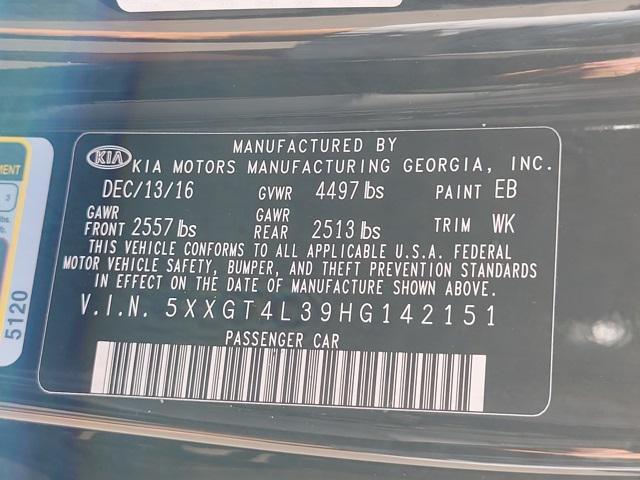 MANUFACTURED BY
KIA KIA MOTORS MANUFACTURING GEORGIA, INC.
DEC/13/16 GVWR 4497 lbs PAINT EB
GAWR FRONT 2557 lbs GAWR REAR 2513 lbs TRIM WK
THIS VEHICLE CONFORMS TO ALL APPLICABLE U.S.A. FEDERAL
MOTOR VEHICLE SAFETY, BUMPER, AND THEFT PREVENTION STANDARDS
IN EFFECT ON THE DATE OF MANUFACTURE SHOWN ABOVE.
V.I.N. 5XXGT4L39HG142151
PASSENGER CAR
3
5120